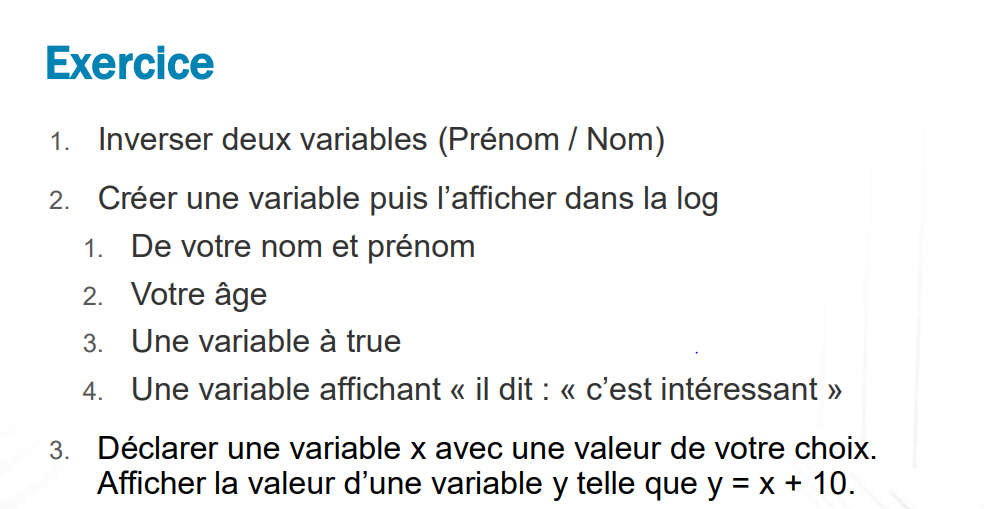 Exercice
1. Inverser deux variables (Prénom / Nom)
2. Créer une variable puis l’afficher dans la log
1. De votre nom et prénom
2. Votre âge
3. Une variable à true
4. Une variable affichant « il dit : « c’est intéressant »
3. Déclarer une variable x avec une valeur de votre choix.
Afficher la valeur d’une variable y telle que y = x + 10.